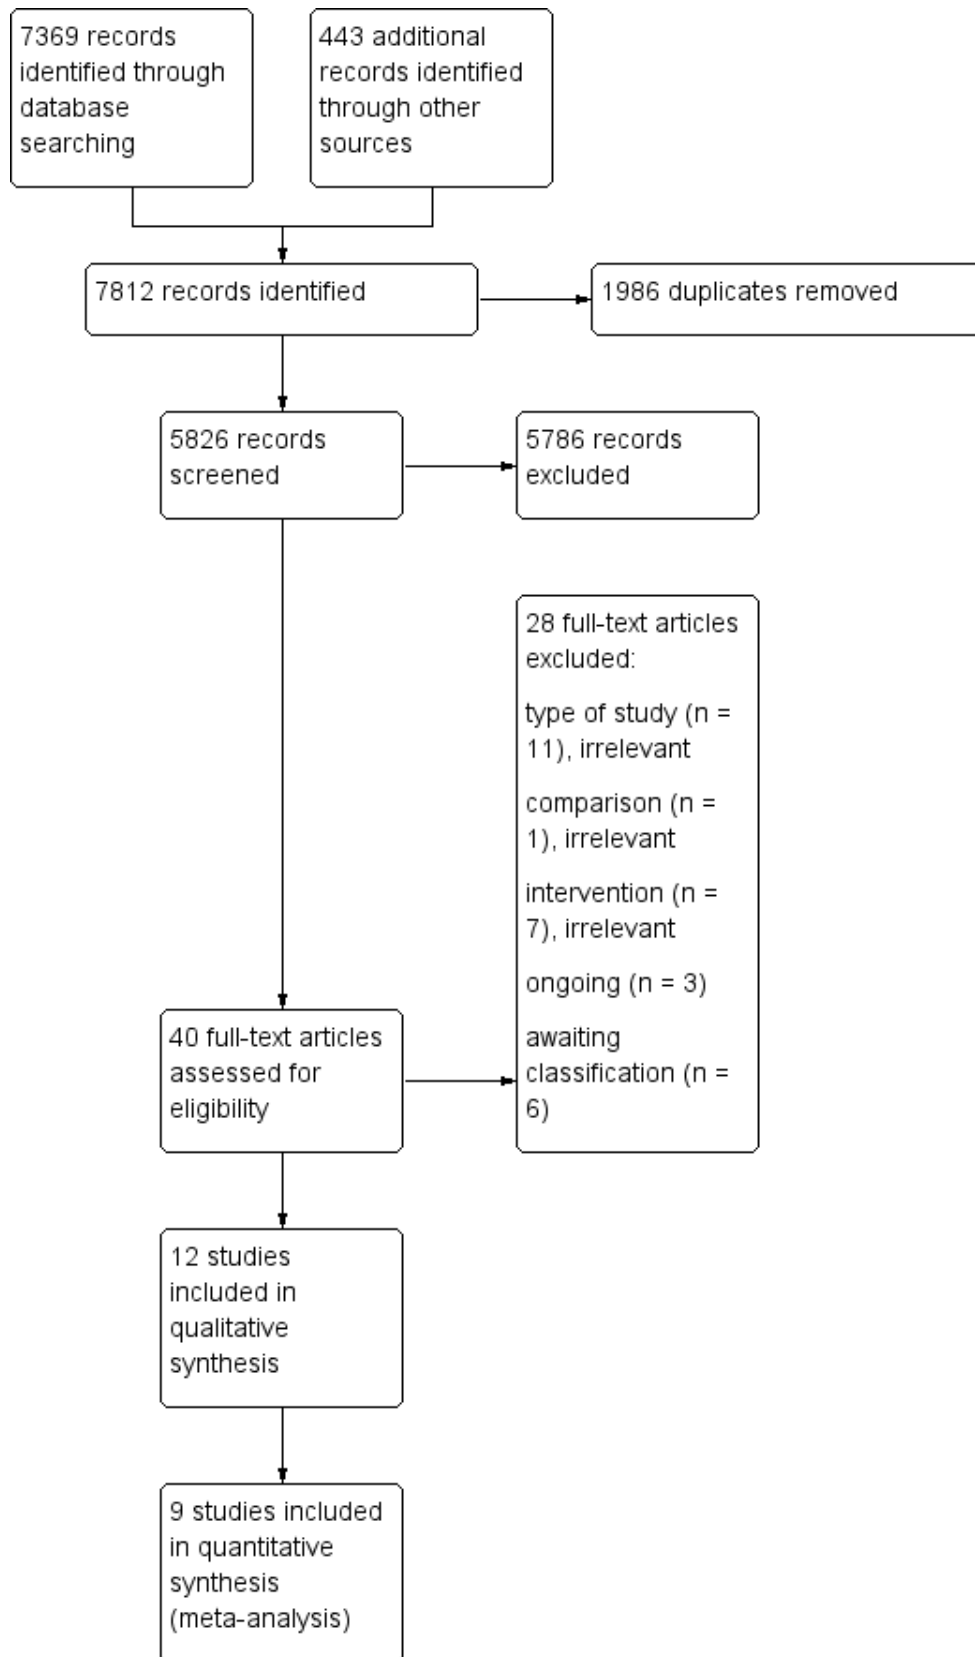 7369 records
identified through
database
searching
443 additional
records identified
through other
sources
7812 records identified
1986 duplicates removed
5826 records
screened
5786 records
excluded
28 full-text articles
excluded:
type of study (n =
11), irrelevant
comparison (n =
1), irrelevant
intervention (n =
7), irrelevant
ongoing (n = 3)
awaiting
classification (n =
6)
40 full-text articles
assessed for
eligibility
12 studies
included in
qualitative
synthesis
9 studies included
in quantitative
synthesis
(meta-analysis)